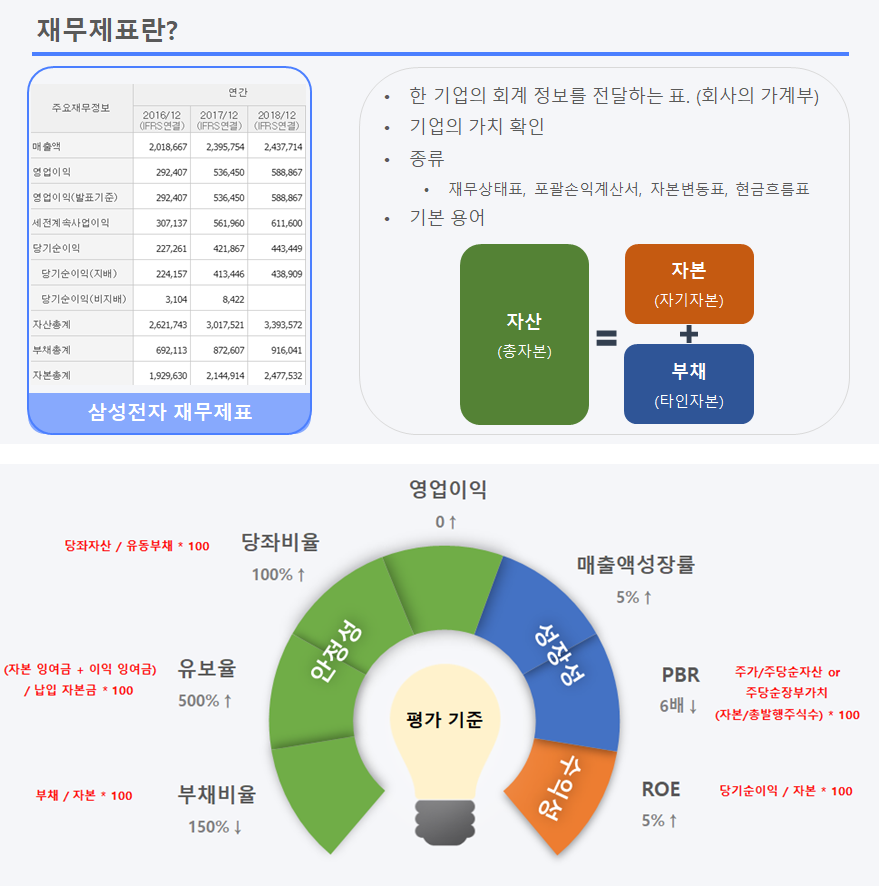 재무제표란?
주요재무정보 연간
2016/12 (IFRS연결) 2017/12 (IFRS연결) 2018/12 (IFRS연결)
매출액 2,018,667 2,395,754 2,437,714
영업이익 292,407 536,450 588,867
영업이익(발표기준) 292,407 536,450 588,867
세전계속사업이익 307,137 561,960 611,600
당기순이익 227,261 421,867 443,449
당기순이익(지배) 224,157 413,446 438,909
당기순이익(비지배) 3,104 8,422
자산총계 2,621,743 3,017,521 3,393,572
부채총계 692,113 872,607 916,041
자본총계 1,929,630 2,144,914 2,477,532
삼성전자 재무제표
• 한 기업의 회계 정보를 전달하는 표. (회사의 가계부)
• 기업의 가치 확인
• 종류
• 재무상태표, 포괄손익계산서, 자본변동표, 현금흐름표
• 기본 용어
자산
(총자본)
=
자본
(자기자본)
+
부채
(타인자본)
영업이익
0↑
당좌자산 / 유동부채 * 100
당좌비율
100%↑
매출액성장률
5%↑
(자본 잉여금 + 이익 잉여금)
/ 납입 자본금 * 100
유보율
500%↑
안정성
성장성
PBR
6배↓
주가/주당순자산 or
주당순장부가치
(자본/총발행주식수) * 100
평가 기준
부채 / 자본 * 100
부채비율
150%↓
수익성
ROE
5%↑
당기순이익 / 자본 * 100